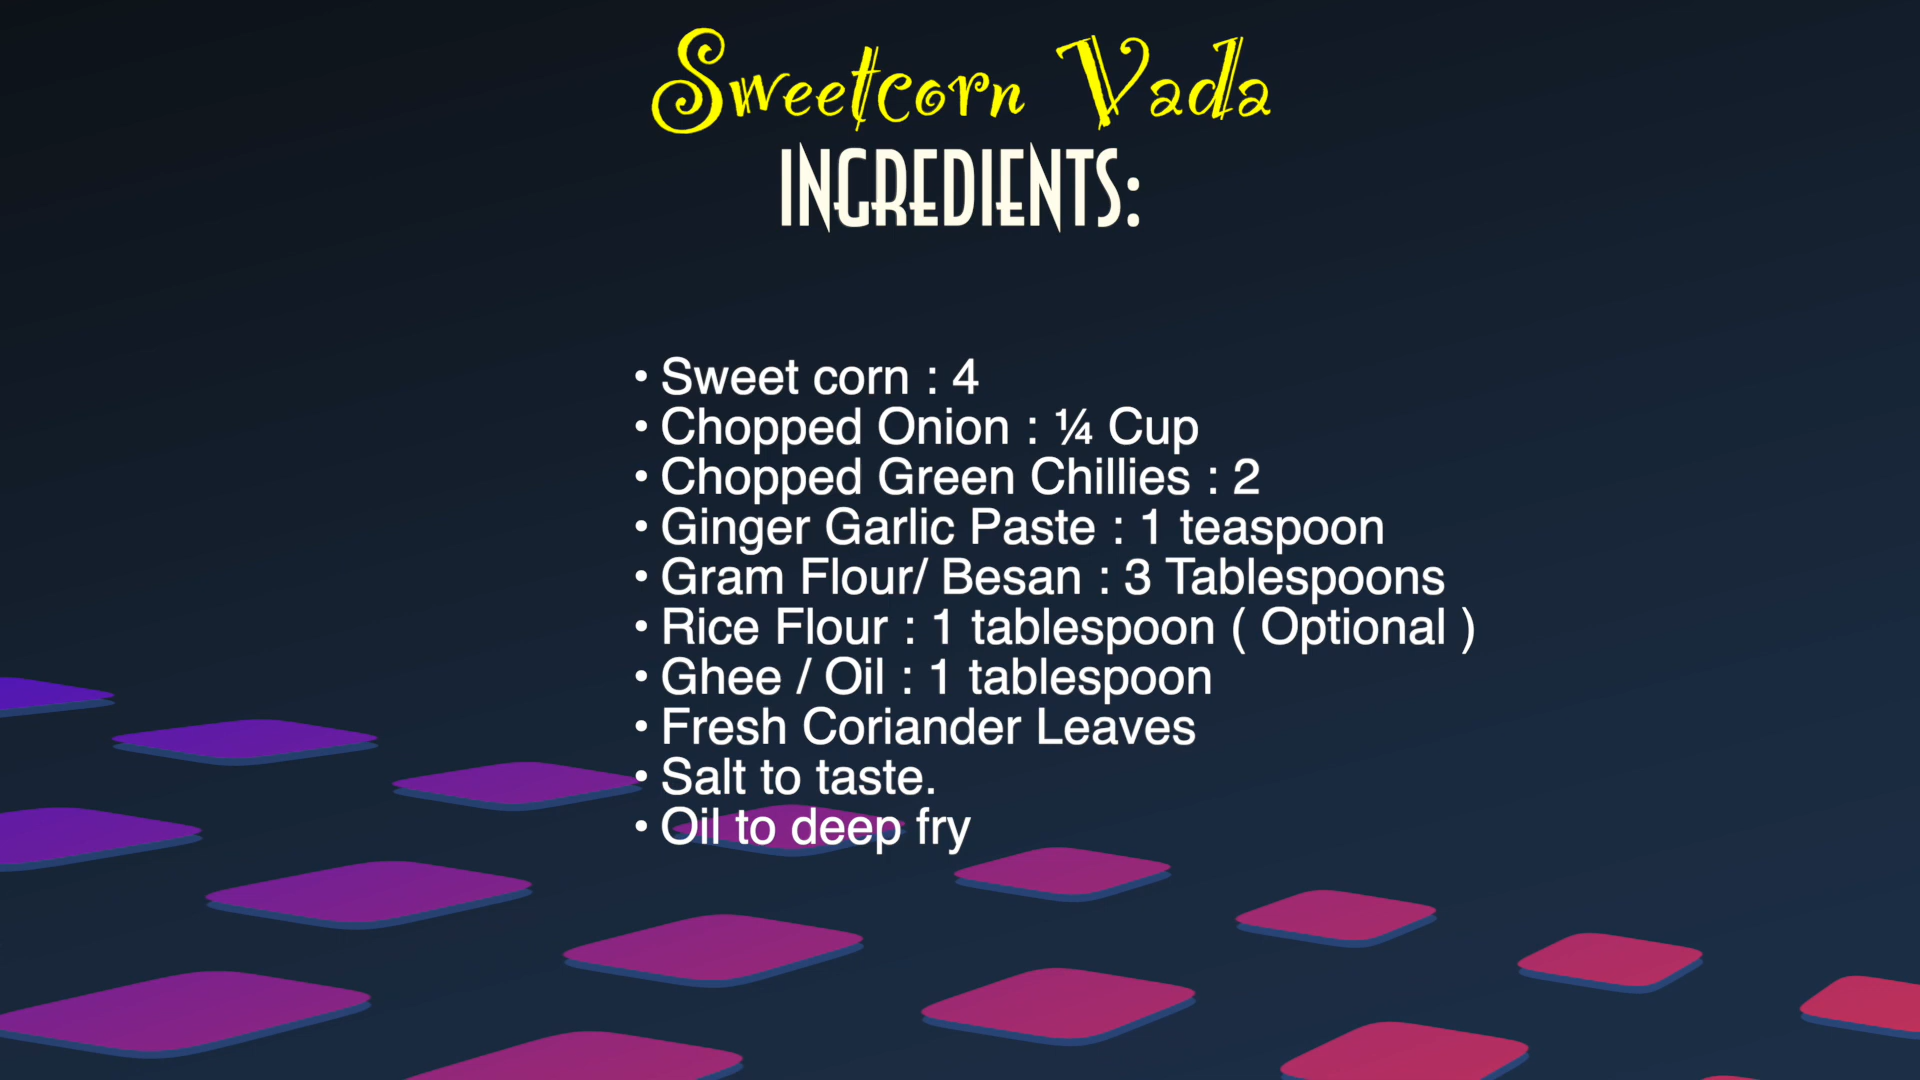 Sweetcorn Vada
INGREDIENTS:
• Sweet corn : 4
• Chopped Onion : ¼ Cup
• Chopped Green Chillies : 2
• Ginger Garlic Paste : 1 teaspoon
• Gram Flour/ Besan : 3 Tablespoons
• Rice Flour : 1 tablespoon ( Optional )
• Ghee / Oil : 1 tablespoon
• Fresh Coriander Leaves
• Salt to taste.
• Oil to deep fry